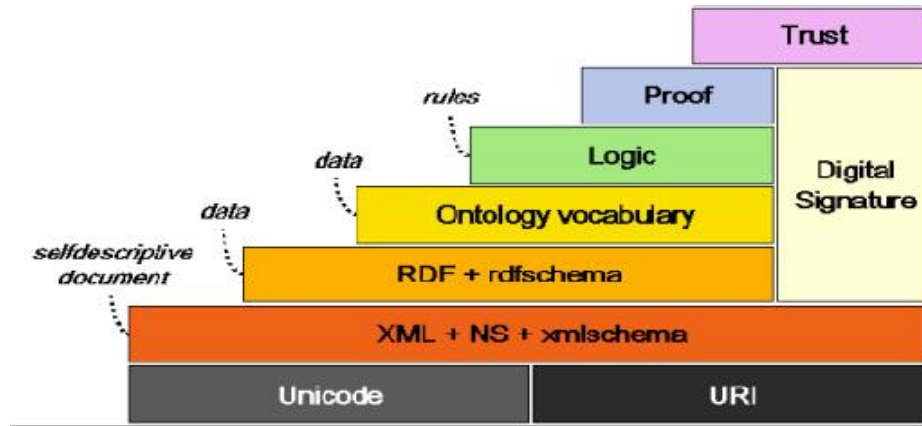 Trust
Proof
rules
Logic
Digital
Signature
data
Ontology vocabulary
data
RDF + rdfschema
selfdescriptive
document
XML + NS + xmlschema
Unicode
URI